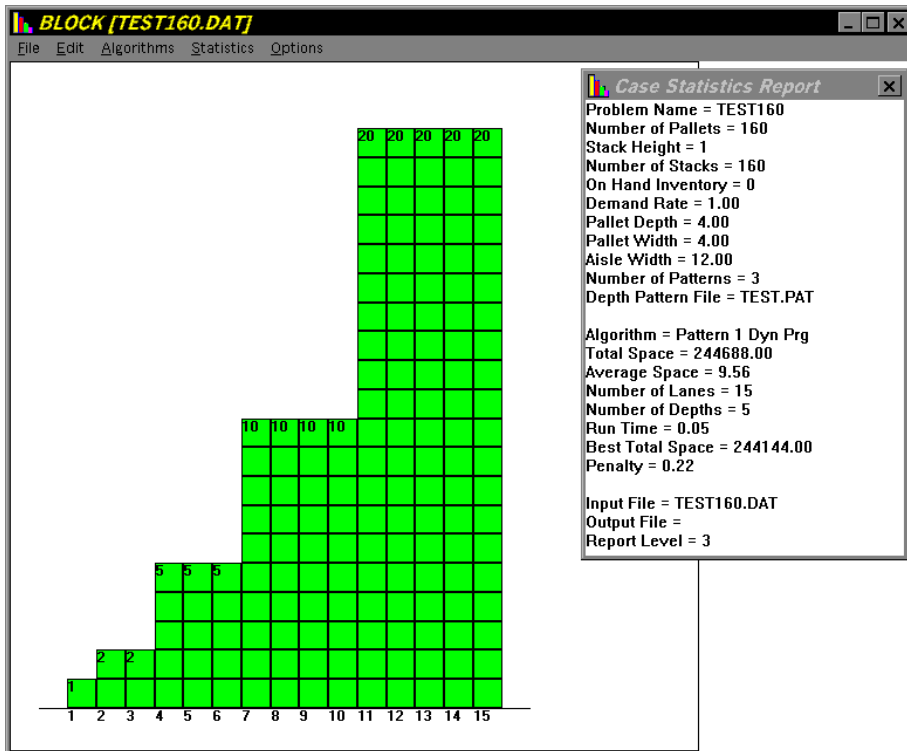 BLOCK [TEST160.DAT]
File Edit Algorithms Statistics Options
Case Statistics Report
Problem Name = TEST160
Number of Pallets = 160
Stack Height = 1
Number of Stacks = 160
On Hand Inventory = 0
Demand Rate = 1.00
Pallet Depth = 4.00
Pallet Width = 4.00
Aisle Width = 12.00
Number of Patterns = 3
Depth Pattern File = TEST.PAT
Algorithm = Pattern 1 Dyn Prg
Total Space = 244688.00
Average Space = 9.56
Number of Lanes = 15
Number of Depths = 5
Run Time = 0.05
Best Total Space = 244144.00
Penalty = 0.22
Input File = TEST160.DAT
Output File =
Report Level = 3
20 20 20 20 20
10 10 10 10
5 5 5
2 2
1
1 2 3 4 5 6 7 8 9 10 11 12 13 14 15